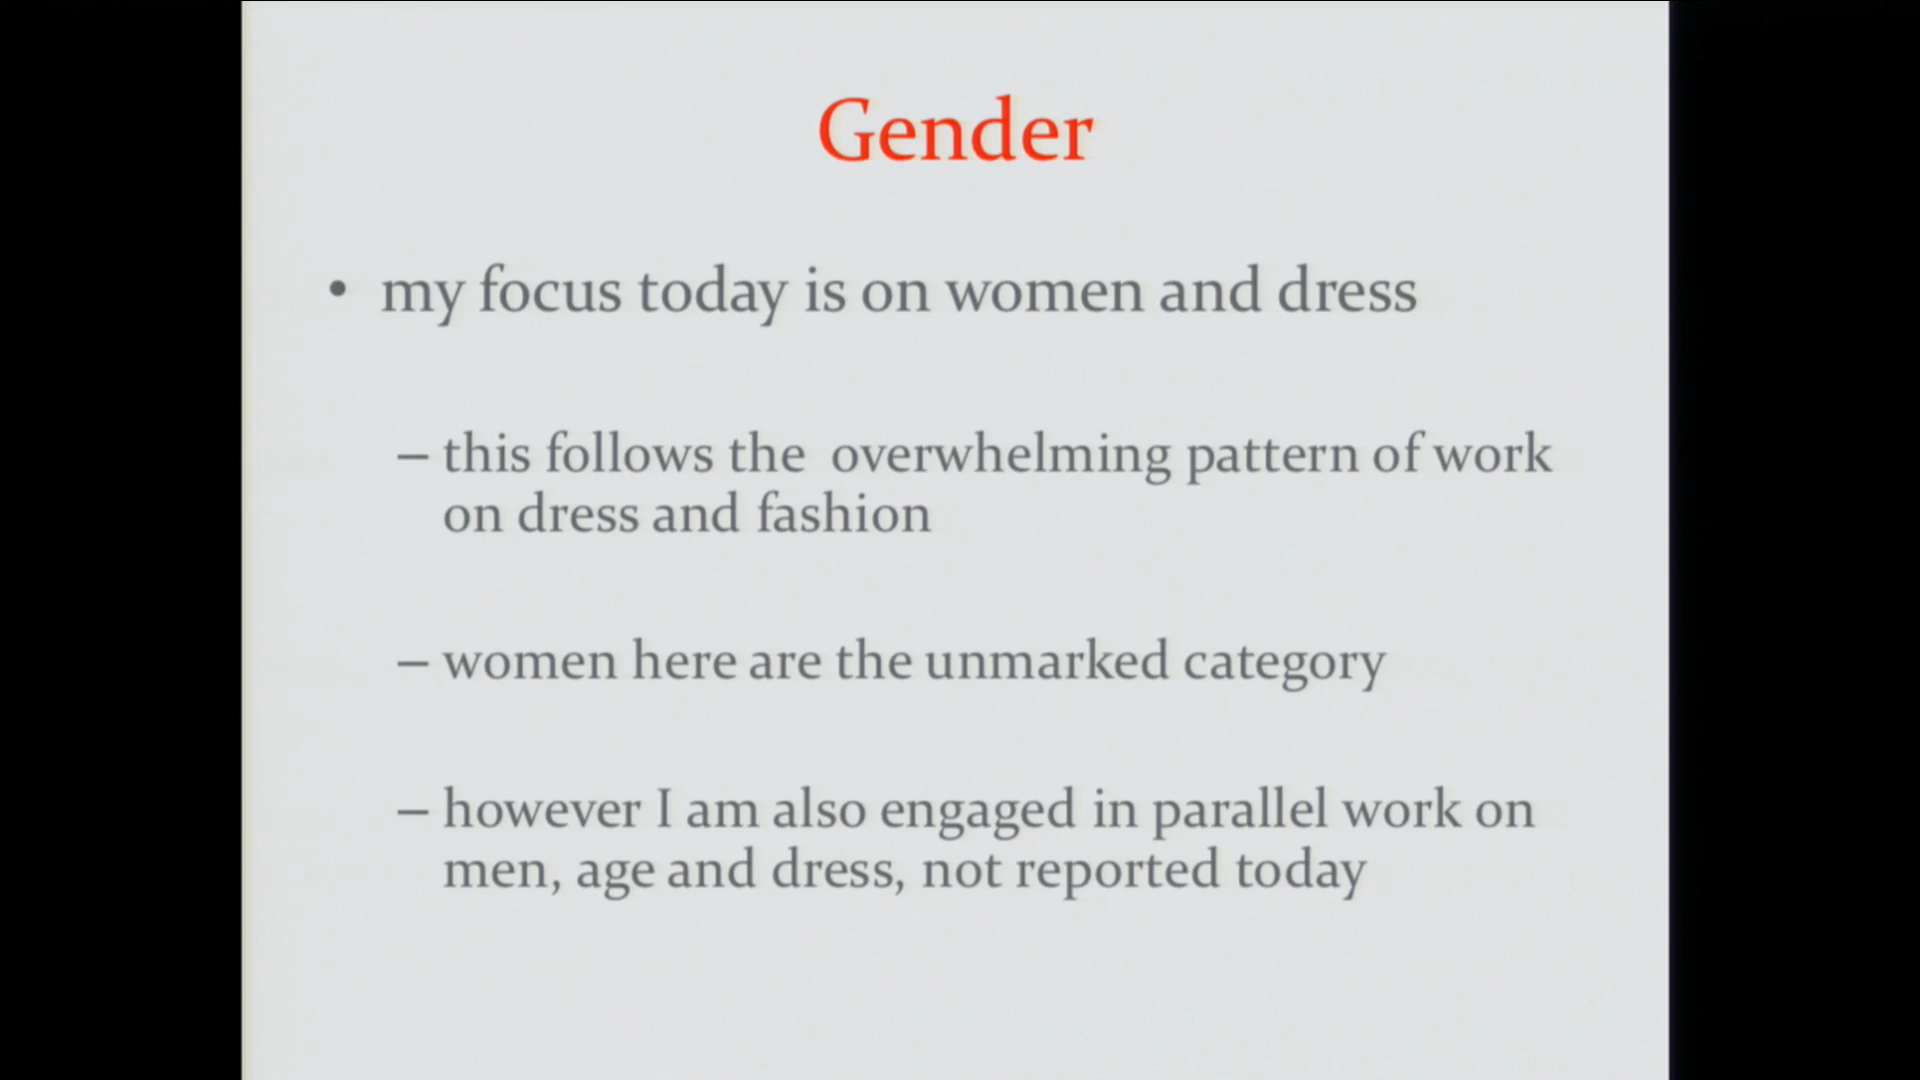 Gender
• my focus today is on women and dress
– this follows the overwhelming pattern of work
on dress and fashion
– women here are the unmarked category
– however I am also engaged in parallel work on
men, age and dress, not reported today